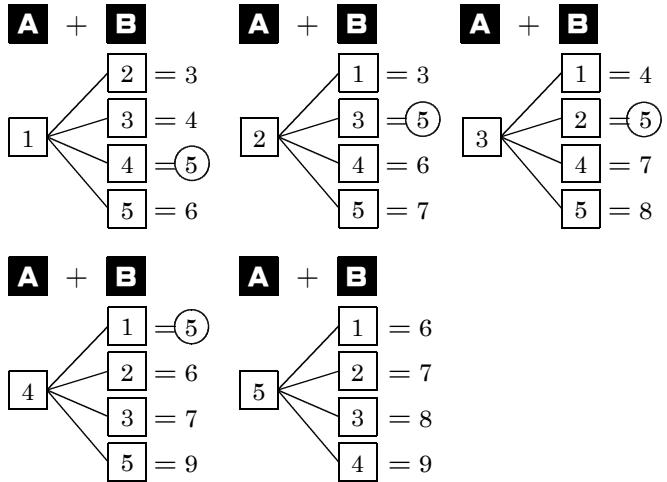 A + B A + B A + B
2 = 3 1 = 3 1 = 4
3 = 4 3 = 5 2 = 5
1 2 3
4 = 5 4 = 6 4 = 7
5 = 6 5 = 7 5 = 8
A + B A + B
1 = 5 1 = 6
2 = 6 2 = 7
4 5
3 = 7 3 = 8
5 = 9 4 = 9